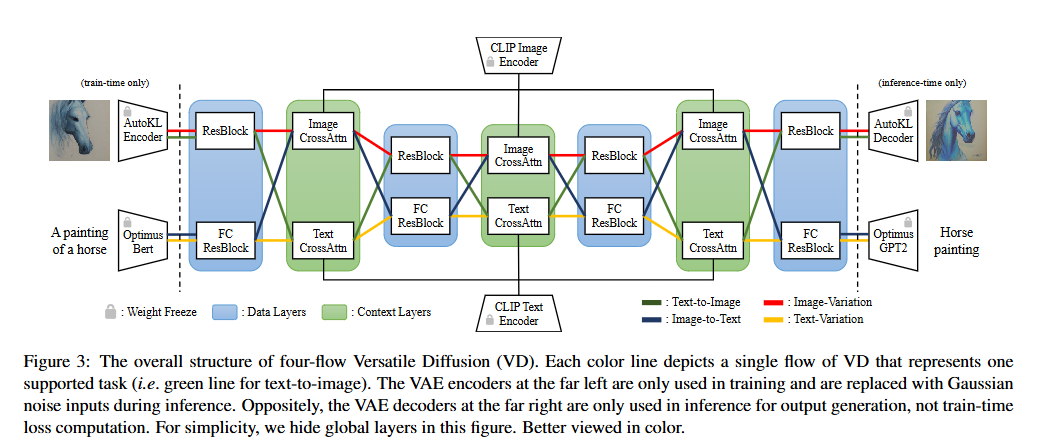 CLIP Image
Encoder
(train-time only)
(inference-time only)
AutoKL
Encoder
ResBlock
Image
CrossAttn
ResBlock
Image
CrossAttn
ResBlock
Image
CrossAttn
ResBlock
AutoKL
Decoder
A painting
of a horse
Optimus
Bert
FC
ResBlock
Text
CrossAttn
FC
ResBlock
Text
CrossAttn
FC
ResBlock
Text
CrossAttn
FC
ResBlock
Optimus
GPT2
Horse
painting
CLIP Text
Encoder
: Weight Freeze
: Data Layers
: Context Layers
: Text-to-Image
: Image-Variation
: Image-to-Text
: Text-Variation
Figure 3: The overall structure of four-flow Versatile Diffusion (VD). Each color line depicts a single flow of VD that represents one
supported task (i.e. green line for text-to-image). The VAE encoders at the far left are only used in training and are replaced with Gaussian
noise inputs during inference. Oppositely, the VAE decoders at the far right are only used in inference for output generation, not train-time
loss computation. For simplicity, we hide global layers in this figure. Better viewed in color.